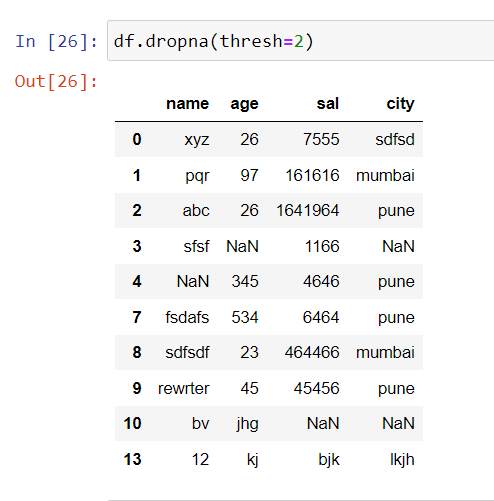 In [26]: df.dropna(thresh=2)
Out[26]:
name age sal city
0 xyz 26 7555 sdfsd
1 pqr 97 161616 mumbai
2 abc 26 1641964 pune
3 sfsf NaN 1166 NaN
4 NaN 345 4646 pune
7 fsdafs 534 6464 pune
8 sdfsdf 23 464466 mumbai
9 rewrter 45 45456 pune
10 bv jhg NaN NaN
13 12 kj bjk lkjh